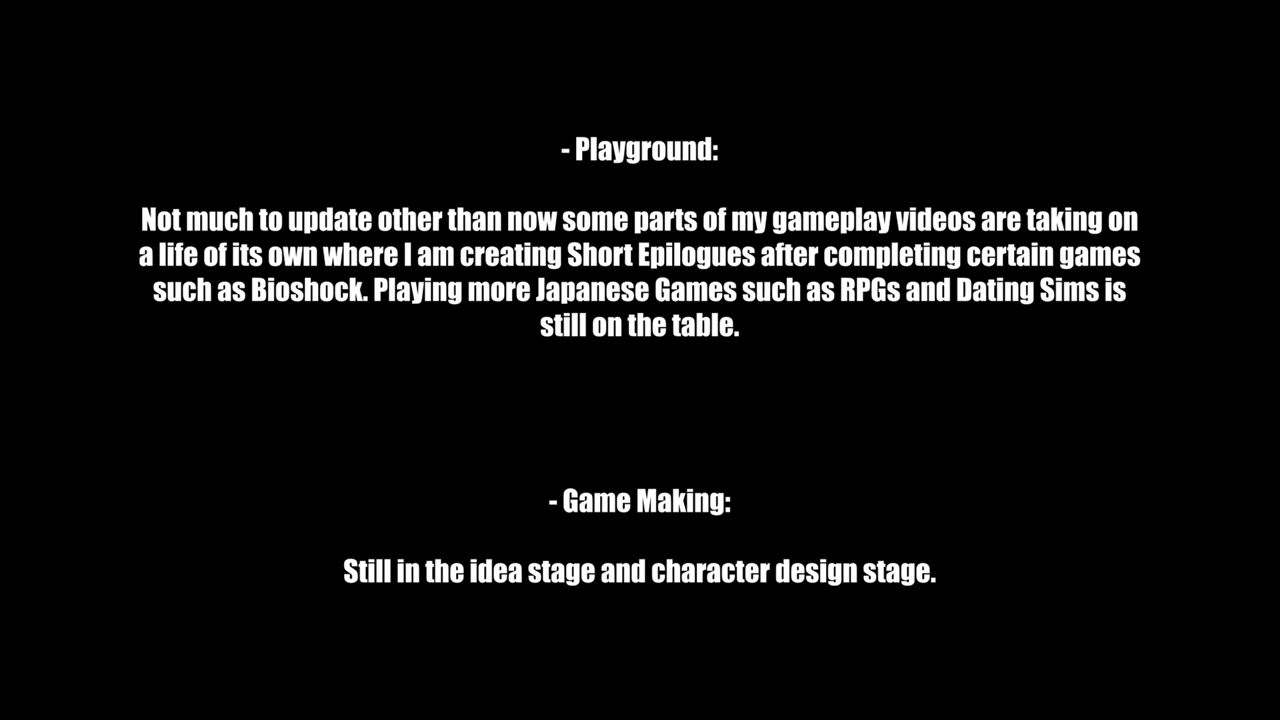 - Playground:
Not much to update other than now some parts of my gameplay videos are taking on
a life of its own where I am creating Short Epilogues after completing certain games
such as Bioshock. Playing more Japanese Games such as RPGs and Dating Sims is
still on the table.
- Game Making:
Still in the idea stage and character design stage.